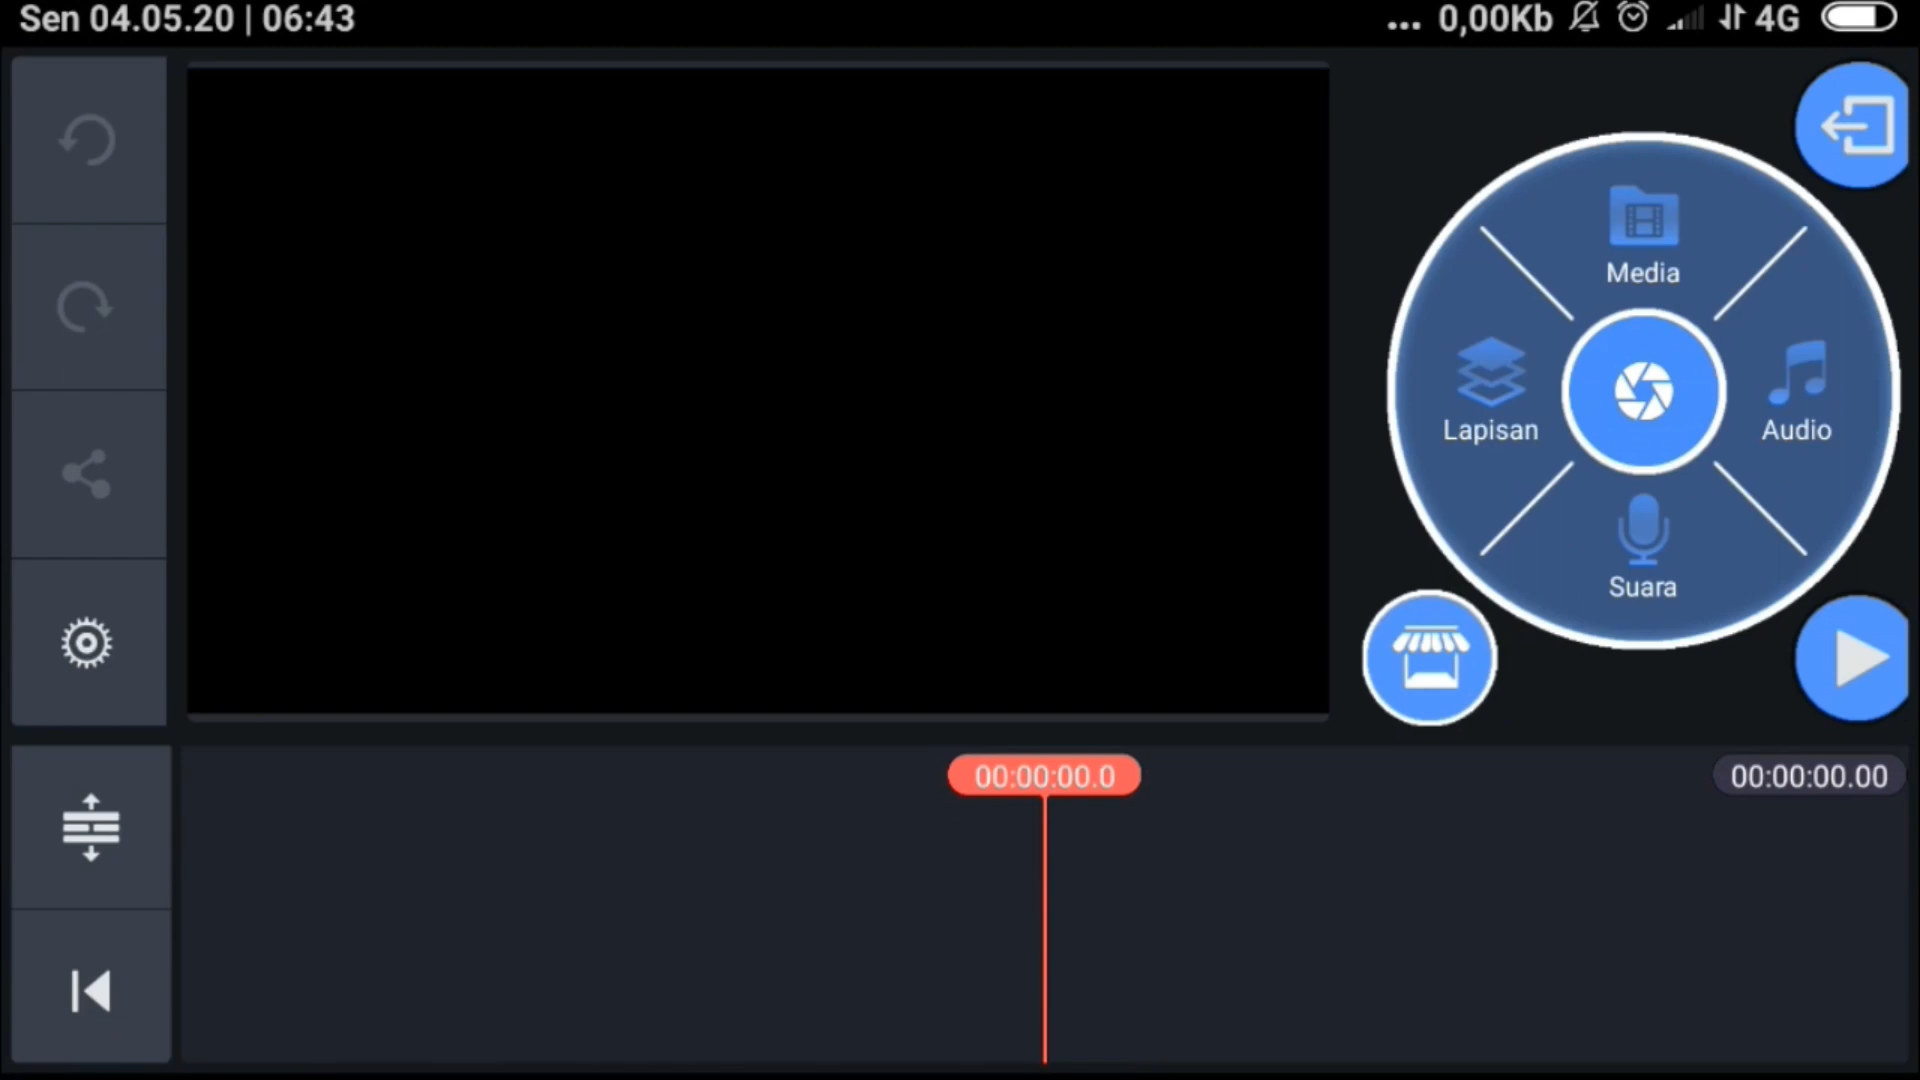 Sen 04.05.20 | 06:43
... 0,00Kb 4G
Media
Lapisan
Audio
Suara
00:00:00.0
00:00:00.00